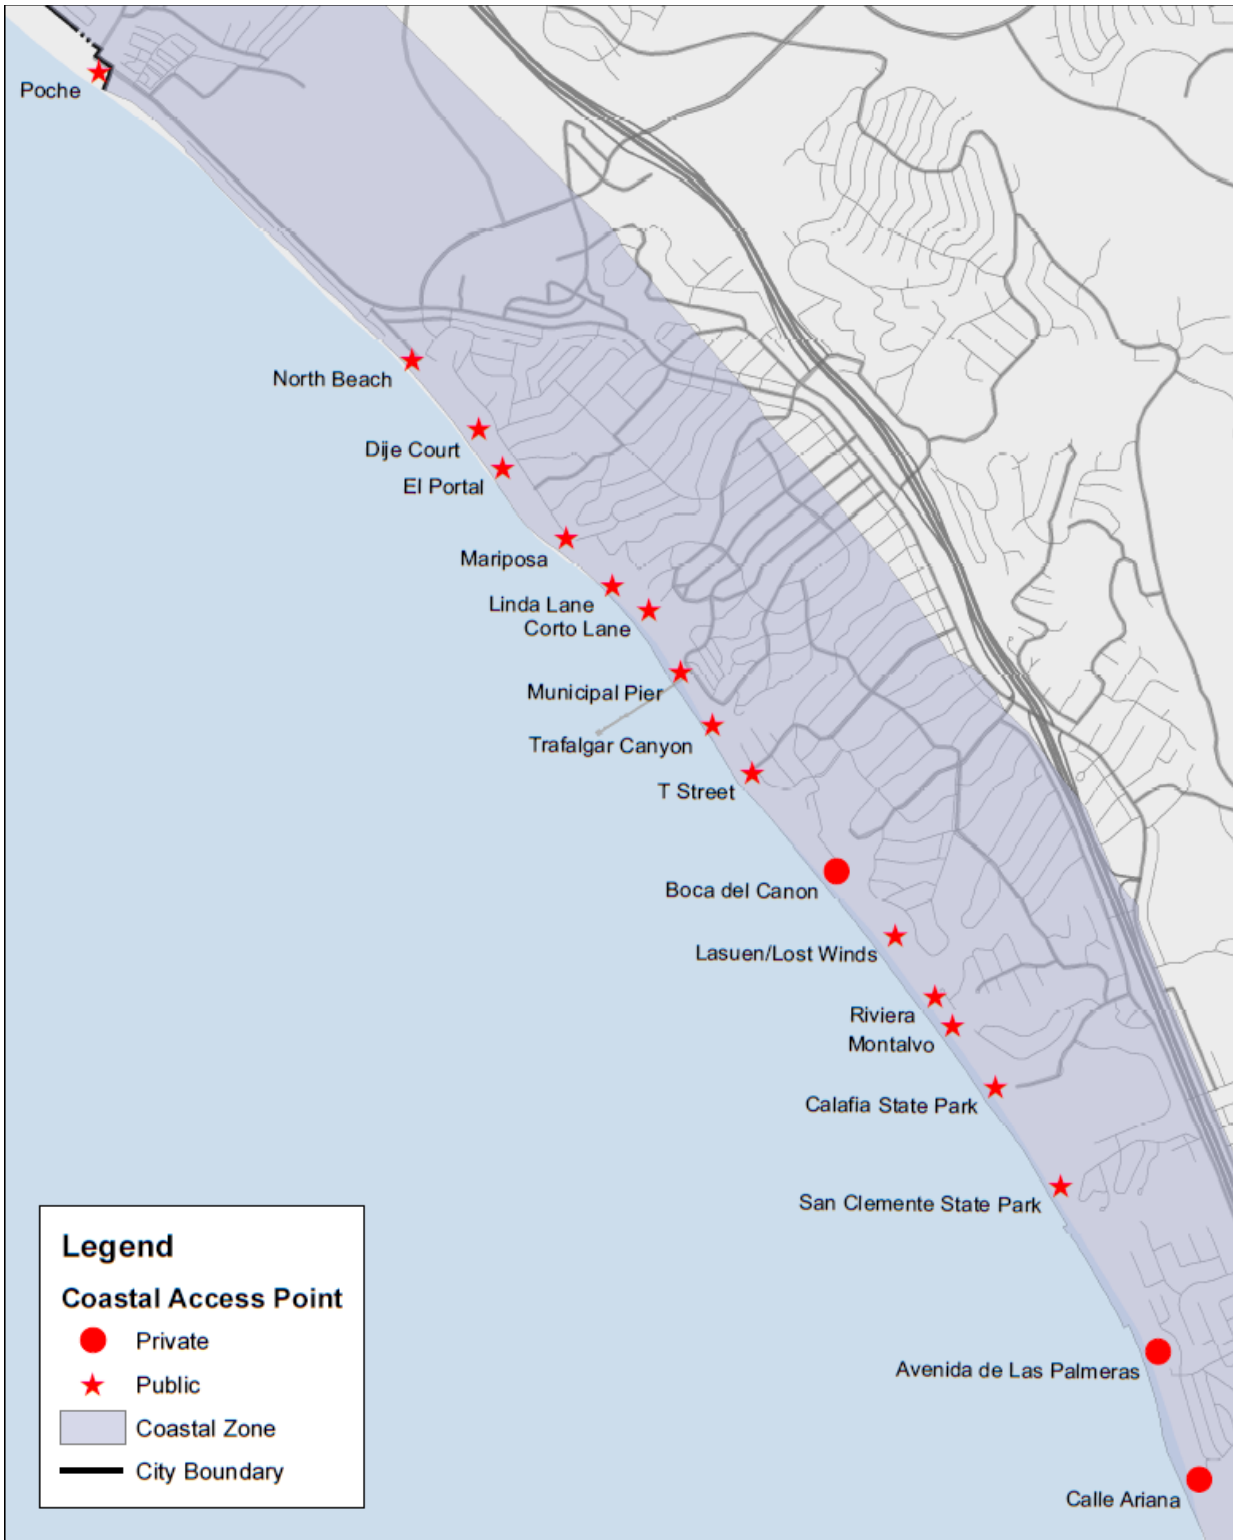 Poche
North Beach
Dije Court
El Portal
Mariposa
Linda Lane
Corto Lane
Municipal Pier
Trafalgar Canyon
T Street
Boca del Canon
Lasuen/Lost Winds
Riviera
Montalvo
Calafia State Park
San Clemente State Park
Avenida de Las Palmeras
Calle Ariana
Legend
Coastal Access Point
Private
Public
Coastal Zone
City Boundary